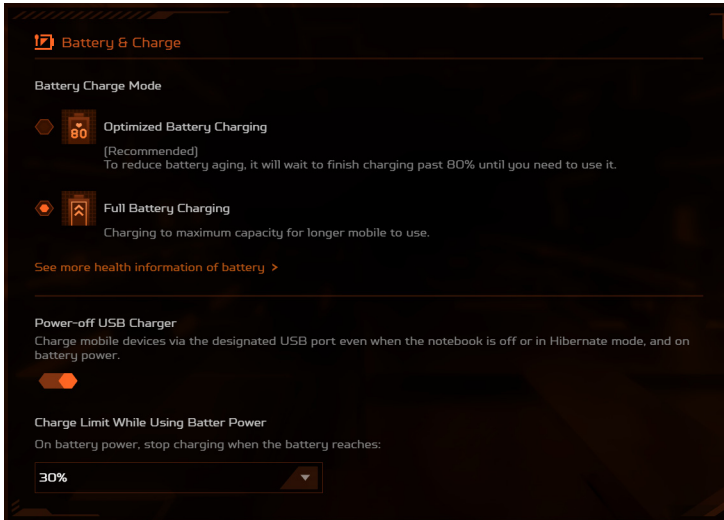 Battery & Charge
Battery Charge Mode
80
Optimized Battery Charging
[Recommended]
To reduce battery aging, it will wait to finish charging past 80% until you need to use it.
Full Battery Charging
Charging to maximum capacity for longer mobile to use.
See more health information of battery >
Power-off USB Charger
Charge mobile devices via the designated USB port even when the notebook is off or in Hibernate mode, and on
battery power.
Charge Limit While Using Batter Power
On battery power, stop charging when the battery reaches:
30%